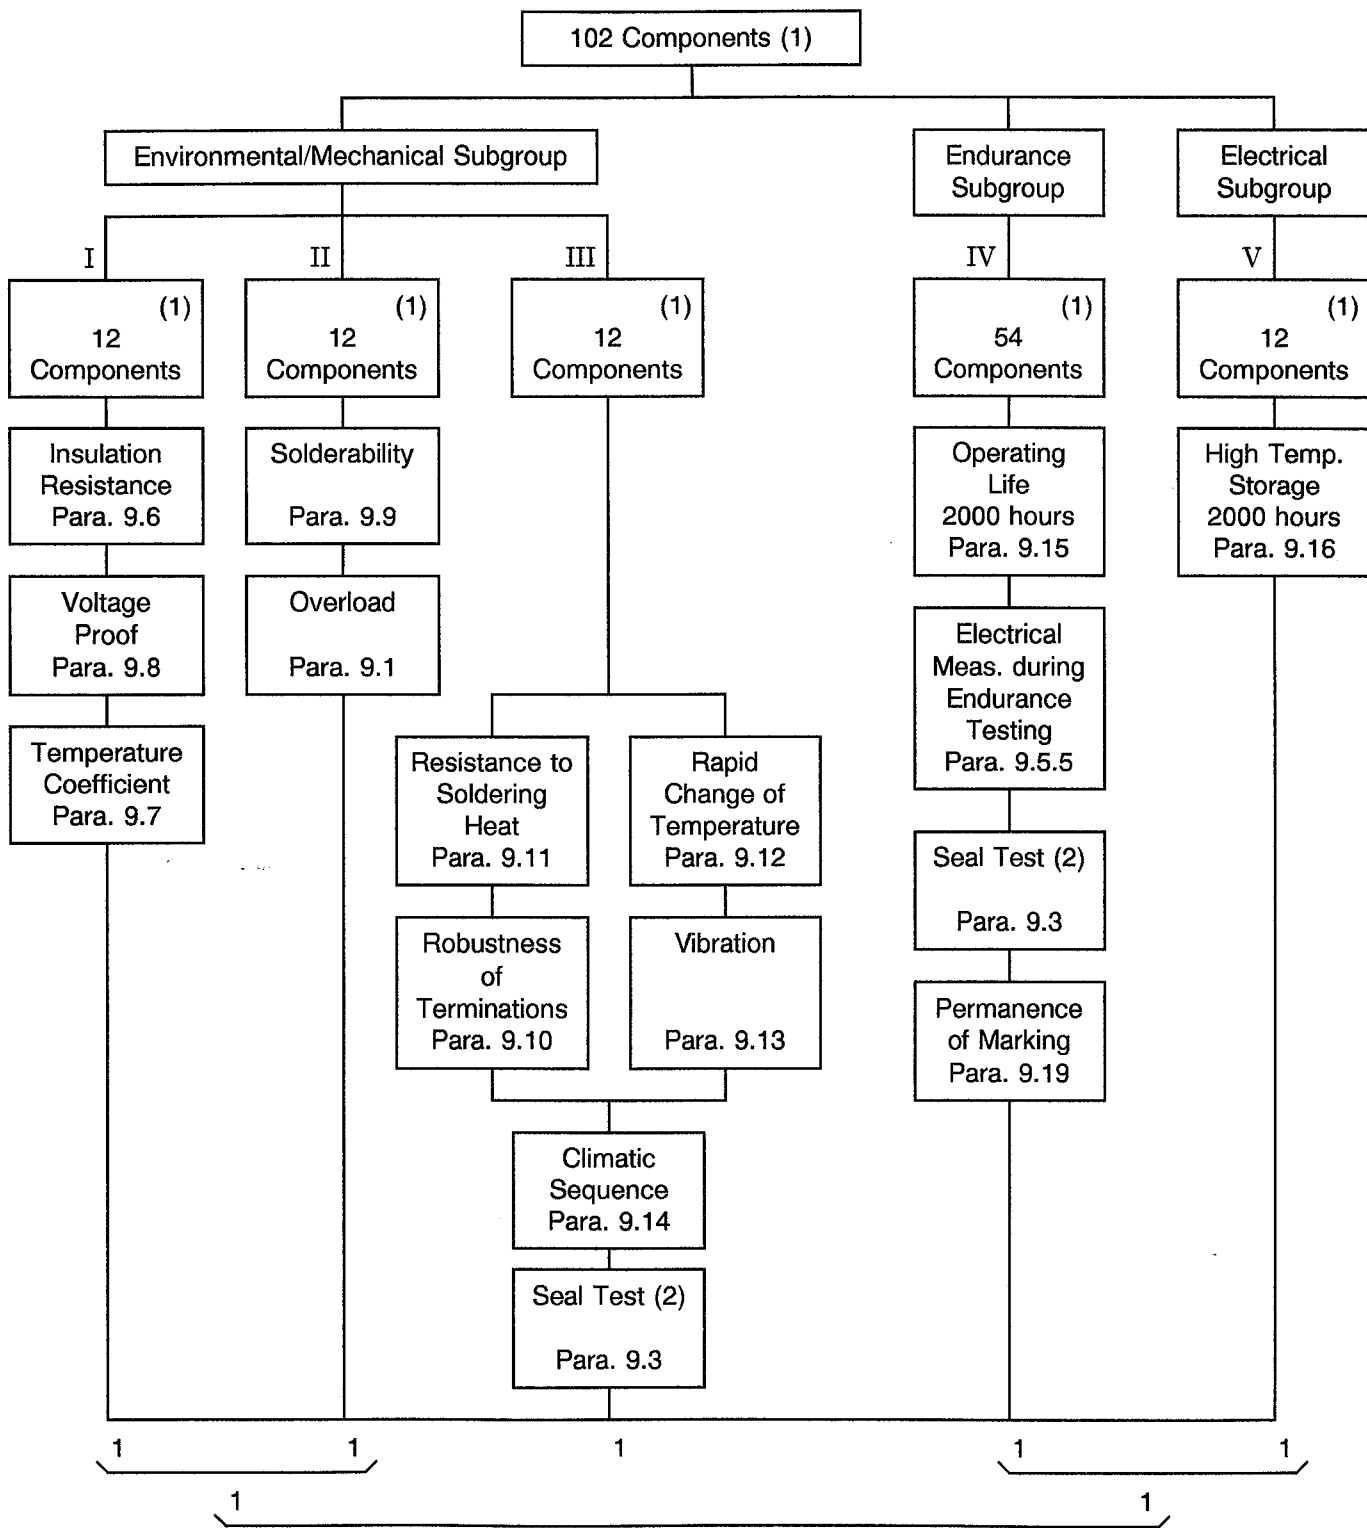 102 Components (1)
Environmental/Mechanical Subgroup
Endurance
Subgroup
Electrical
Subgroup
I
II
III
IV
V
(1)
12
Components
(1)
12
Components
(1)
12
Components
(1)
54
Components
(1)
12
Components
Insulation
Resistance
Para. 9.6
Solderability
Para. 9.9
Operating
Life
2000 hours
Para. 9.15
High Temp.
Storage
2000 hours
Para. 9.16
Voltage
Proof
Para. 9.8
Overload
Para. 9.1
Electrical
Meas. during
Endurance
Testing
Para. 9.5.5
Temperature
Coefficient
Para. 9.7
Resistance to
Soldering
Heat
Para. 9.11
Rapid
Change of
Temperature
Para. 9.12
Seal Test (2)
Para. 9.3
Robustness
of
Terminations
Para. 9.10
Vibration
Para. 9.13
Permanence
of Marking
Para. 9.19
Climatic
Sequence
Para. 9.14
Seal Test (2)
Para. 9.3
1
1
1
1
1
1
1